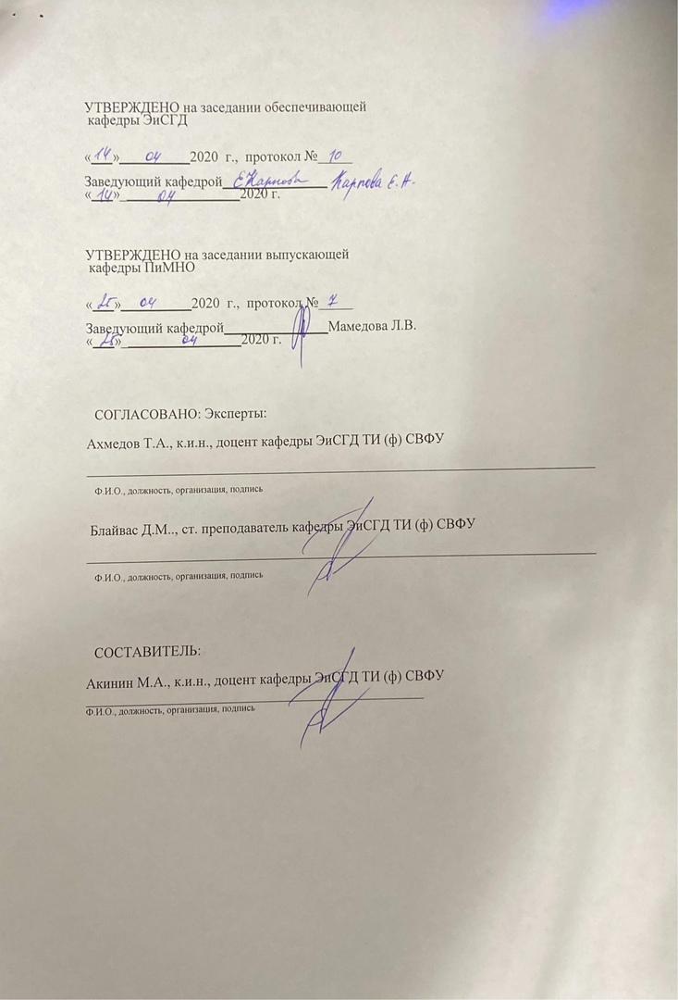 УТВЕРЖДЕНО на заседании обеспечивающей
кафедры ЭиСГД
«14» 04 2020 г., протокол № 10
Заведующий кафедрой ЕКарпова Карпова Е.А.
«14» 04 2020 г.
УТВЕРЖДЕНО на заседании выпускающей
кафедры ПиМНО
«25» 04 2020 г., протокол № 7
Заведующий кафедрой Мамедова Л.В.
«25» 04 2020 г.
СОГЛАСОВАНО: Эксперты:
Ахмедов Т.А., к.и.н., доцент кафедры ЭиСГД ТИ (ф) СВФУ
Ф.И.О., должность, организация, подпись
Блайвас Д.М.., ст. преподаватель кафедры ЭиСГД ТИ (ф) СВФУ
Ф.И.О., должность, организация, подпись
СОСТАВИТЕЛЬ:
Акинин М.А., к.и.н., доцент кафедры ЭиСГД ТИ (ф) СВФУ
Ф.И.О., должность, организация, подпись